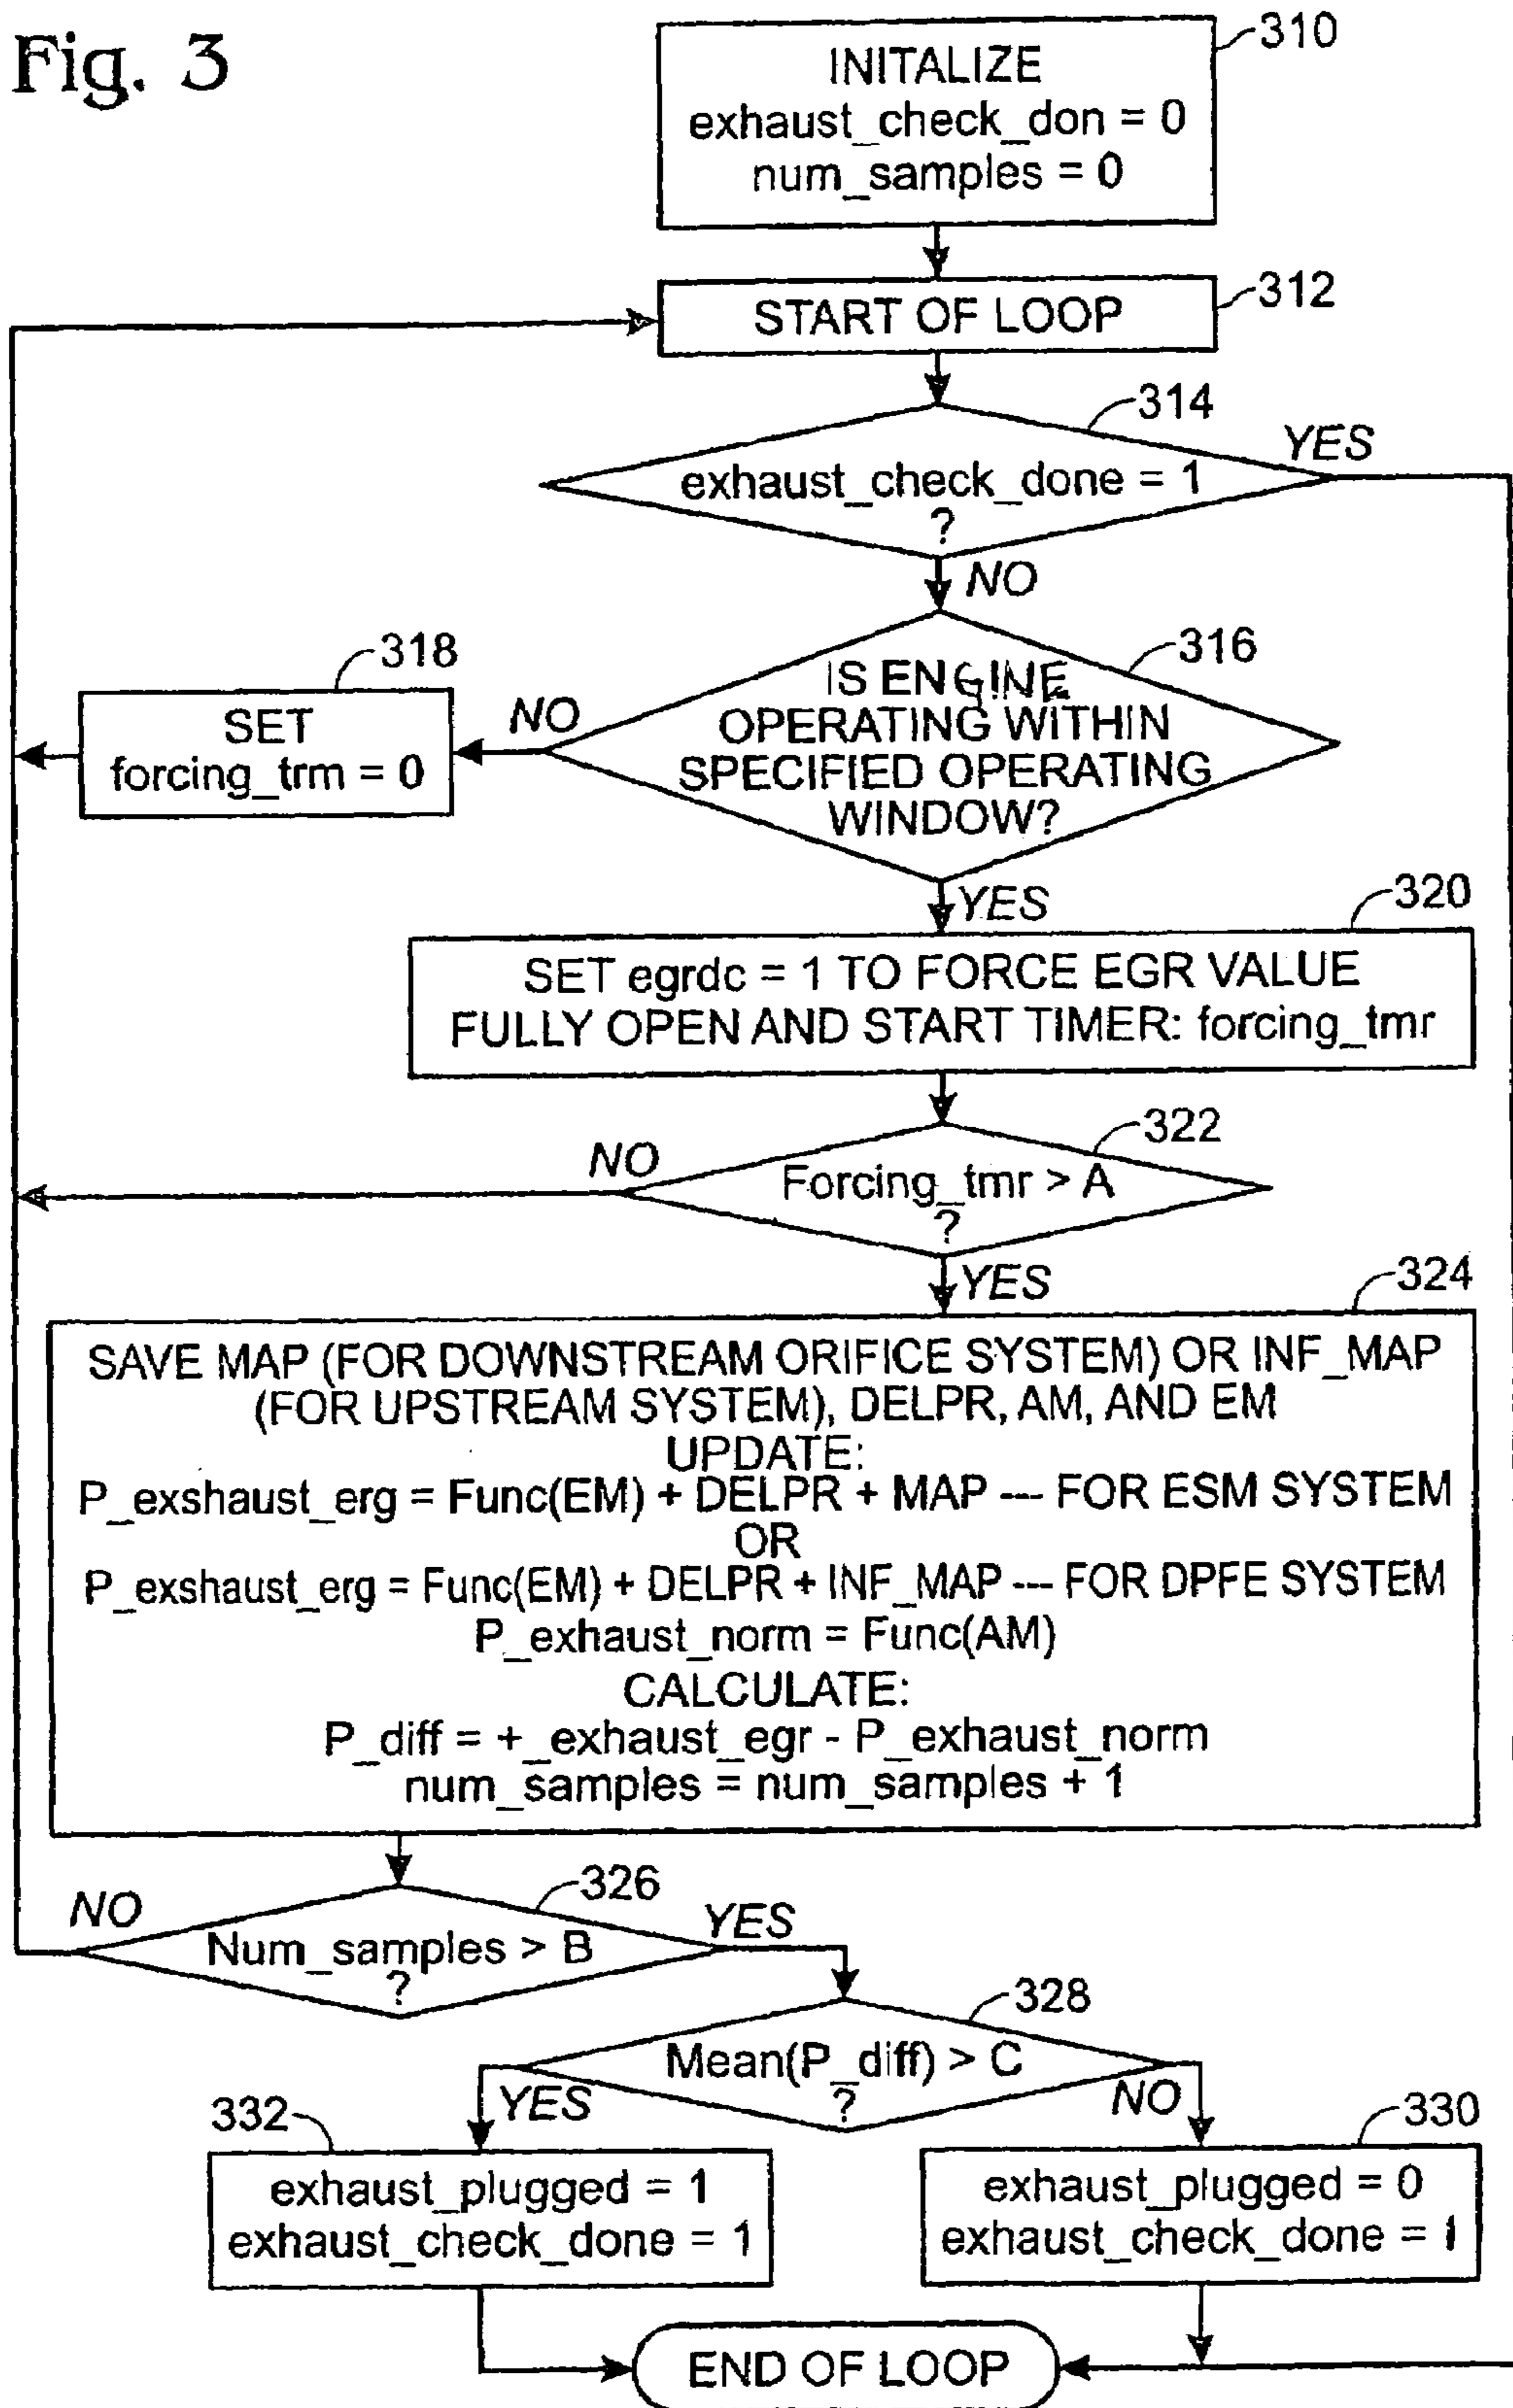 Fig. 3
310
INITALIZE
exhaust_check_don = 0
num_samples = 0
312
START OF LOOP
314
YES
exhaust_check_done = 1
?
NO
316
IS ENGINE
OPERATING WITHIN
SPECIFIED OPERATING
WINDOW?
NO
318
SET
forcing_trm = 0
YES
320
SET egrdc = 1 TO FORCE EGR VALUE
FULLY OPEN AND START TIMER: forcing_tmr
322
NO
Forcing_tmr > A
?
YES
324
SAVE MAP (FOR DOWNSTREAM ORIFICE SYSTEM) OR INF_MAP
(FOR UPSTREAM SYSTEM), DELPR, AM, AND EM
UPDATE:
P_exshaust_erg = Func(EM) + DELPR + MAP --- FOR ESM SYSTEM
OR
P_exshaust_erg = Func(EM) + DELPR + INF_MAP --- FOR DPFE SYSTEM
P_exhaust_norm = Func(AM)
CALCULATE:
P_diff = +_exhaust_egr - P_exhaust_norm
num_samples = num_samples + 1
326
NO
YES
Num_samples > B
?
328
Mean(P_diff) > C
?
YES
NO
332
exhaust_plugged = 1
exhaust_check_done = 1
330
exhaust_plugged = 0
exhaust_check_done = 1
END OF LOOP